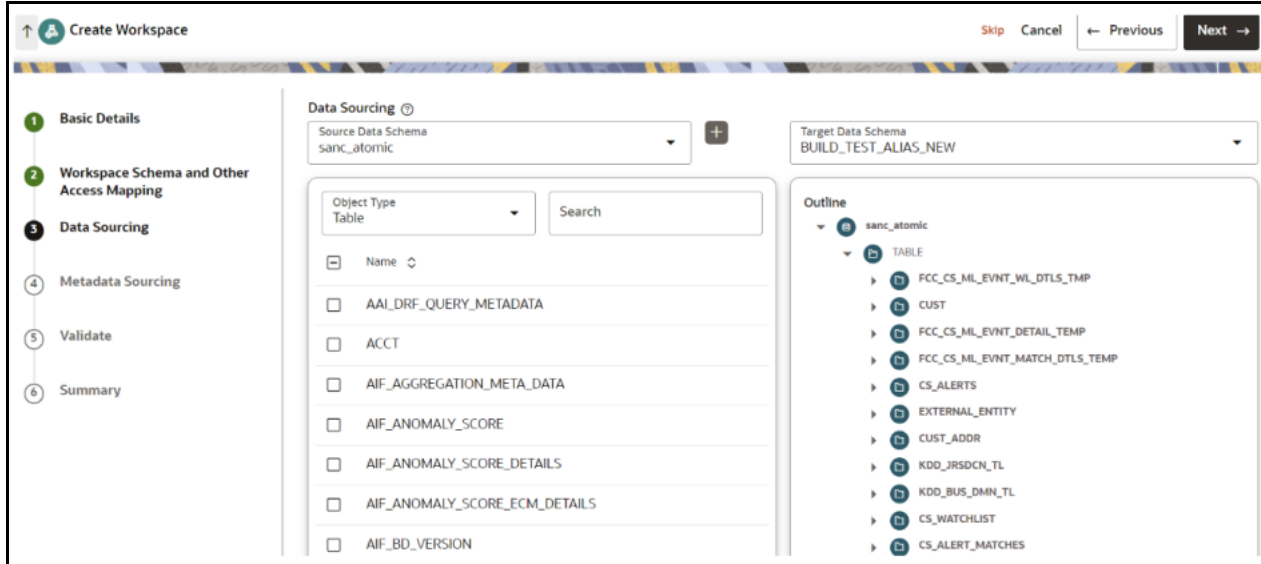 Create Workspace
Skip Cancel ← Previous Next →
1 Basic Details
2 Workspace Schema and Other
Access Mapping
3 Data Sourcing
4 Metadata Sourcing
5 Validate
6 Summary
Data Sourcing
Source Data Schema
sanc_atomic
Target Data Schema
BUILD_TEST_ALIAS_NEW
Object Type
Table
Search
Name
AAI_DRF_QUERY_METADATA
ACCT
AIF_AGGREGATION_META_DATA
AIF_ANOMALY_SCORE
AIF_ANOMALY_SCORE_DETAILS
AIF_ANOMALY_SCORE_ECM_DETAILS
AIF_BD_VERSION
Outline
sanc_atomic
TABLE
FCC_CS_ML_EVNT_WL_DTLS_TMP
CUST
FCC_CS_ML_EVNT_DETAIL_TEMP
FCC_CS_ML_EVNT_MATCH_DTLS_TEMP
CS_ALERTS
EXTERNAL_ENTITY
CUST_ADDR
KDD_JRSDCN_TL
KDD_BUS_DMN_TL
CS_WATCHLIST
CS_ALERT_MATCHES